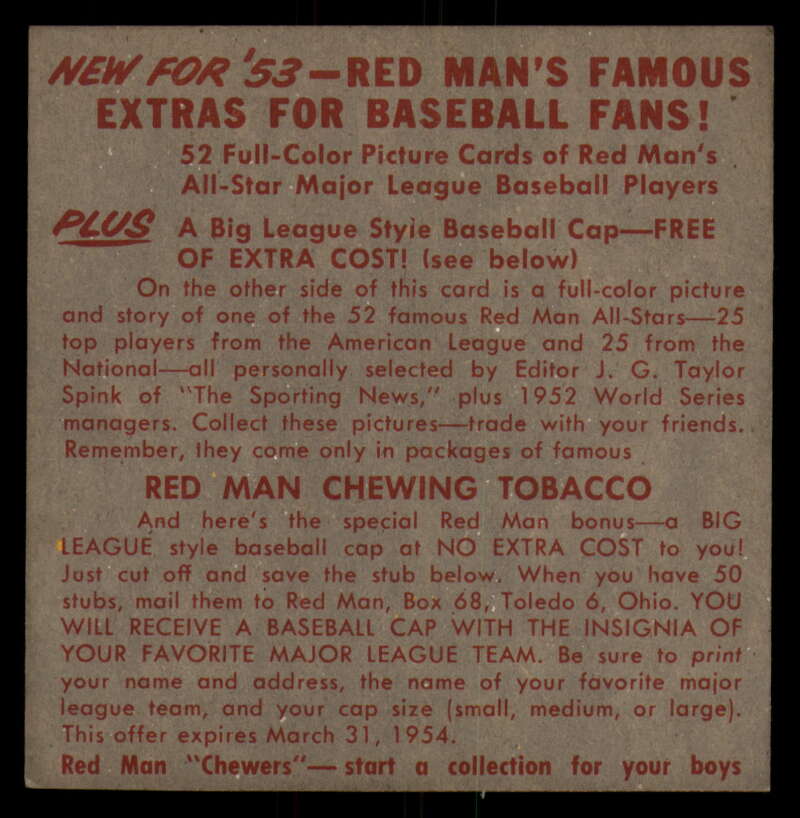 NEW FOR '53—RED MAN'S FAMOUS
EXTRAS FOR BASEBALL FANS!
52 Full-Color Picture Cards of Red Man's
All-Star Major League Baseball Players
PLUS A Big League Style Baseball Cap—FREE
OF EXTRA COST! (see below)
On the other side of this card is a full-color picture
and story of one of the 52 famous Red Man All-Stars—25
top players from the American League and 25 from the
National—all personally selected by Editor J. G. Taylor
Spink of "The Sporting News," plus 1952 World Series
managers. Collect these pictures—trade with your friends.
Remember, they come only in packages of famous
RED MAN CHEWING TOBACCO
And here's the special Red Man bonus—a BIG
LEAGUE style baseball cap at NO EXTRA COST to you!
Just cut off and save the stub below. When you have 50
stubs, mail them to Red Man, Box 68, Toledo 6, Ohio. YOU
WILL RECEIVE A BASEBALL CAP WITH THE INSIGNIA OF
YOUR FAVORITE MAJOR LEAGUE TEAM. Be sure to print
your name and address, the name of your favorite major
league team, and your cap size (small, medium, or large).
This offer expires March 31, 1954.
Red Man "Chewers"—start a collection for your boys